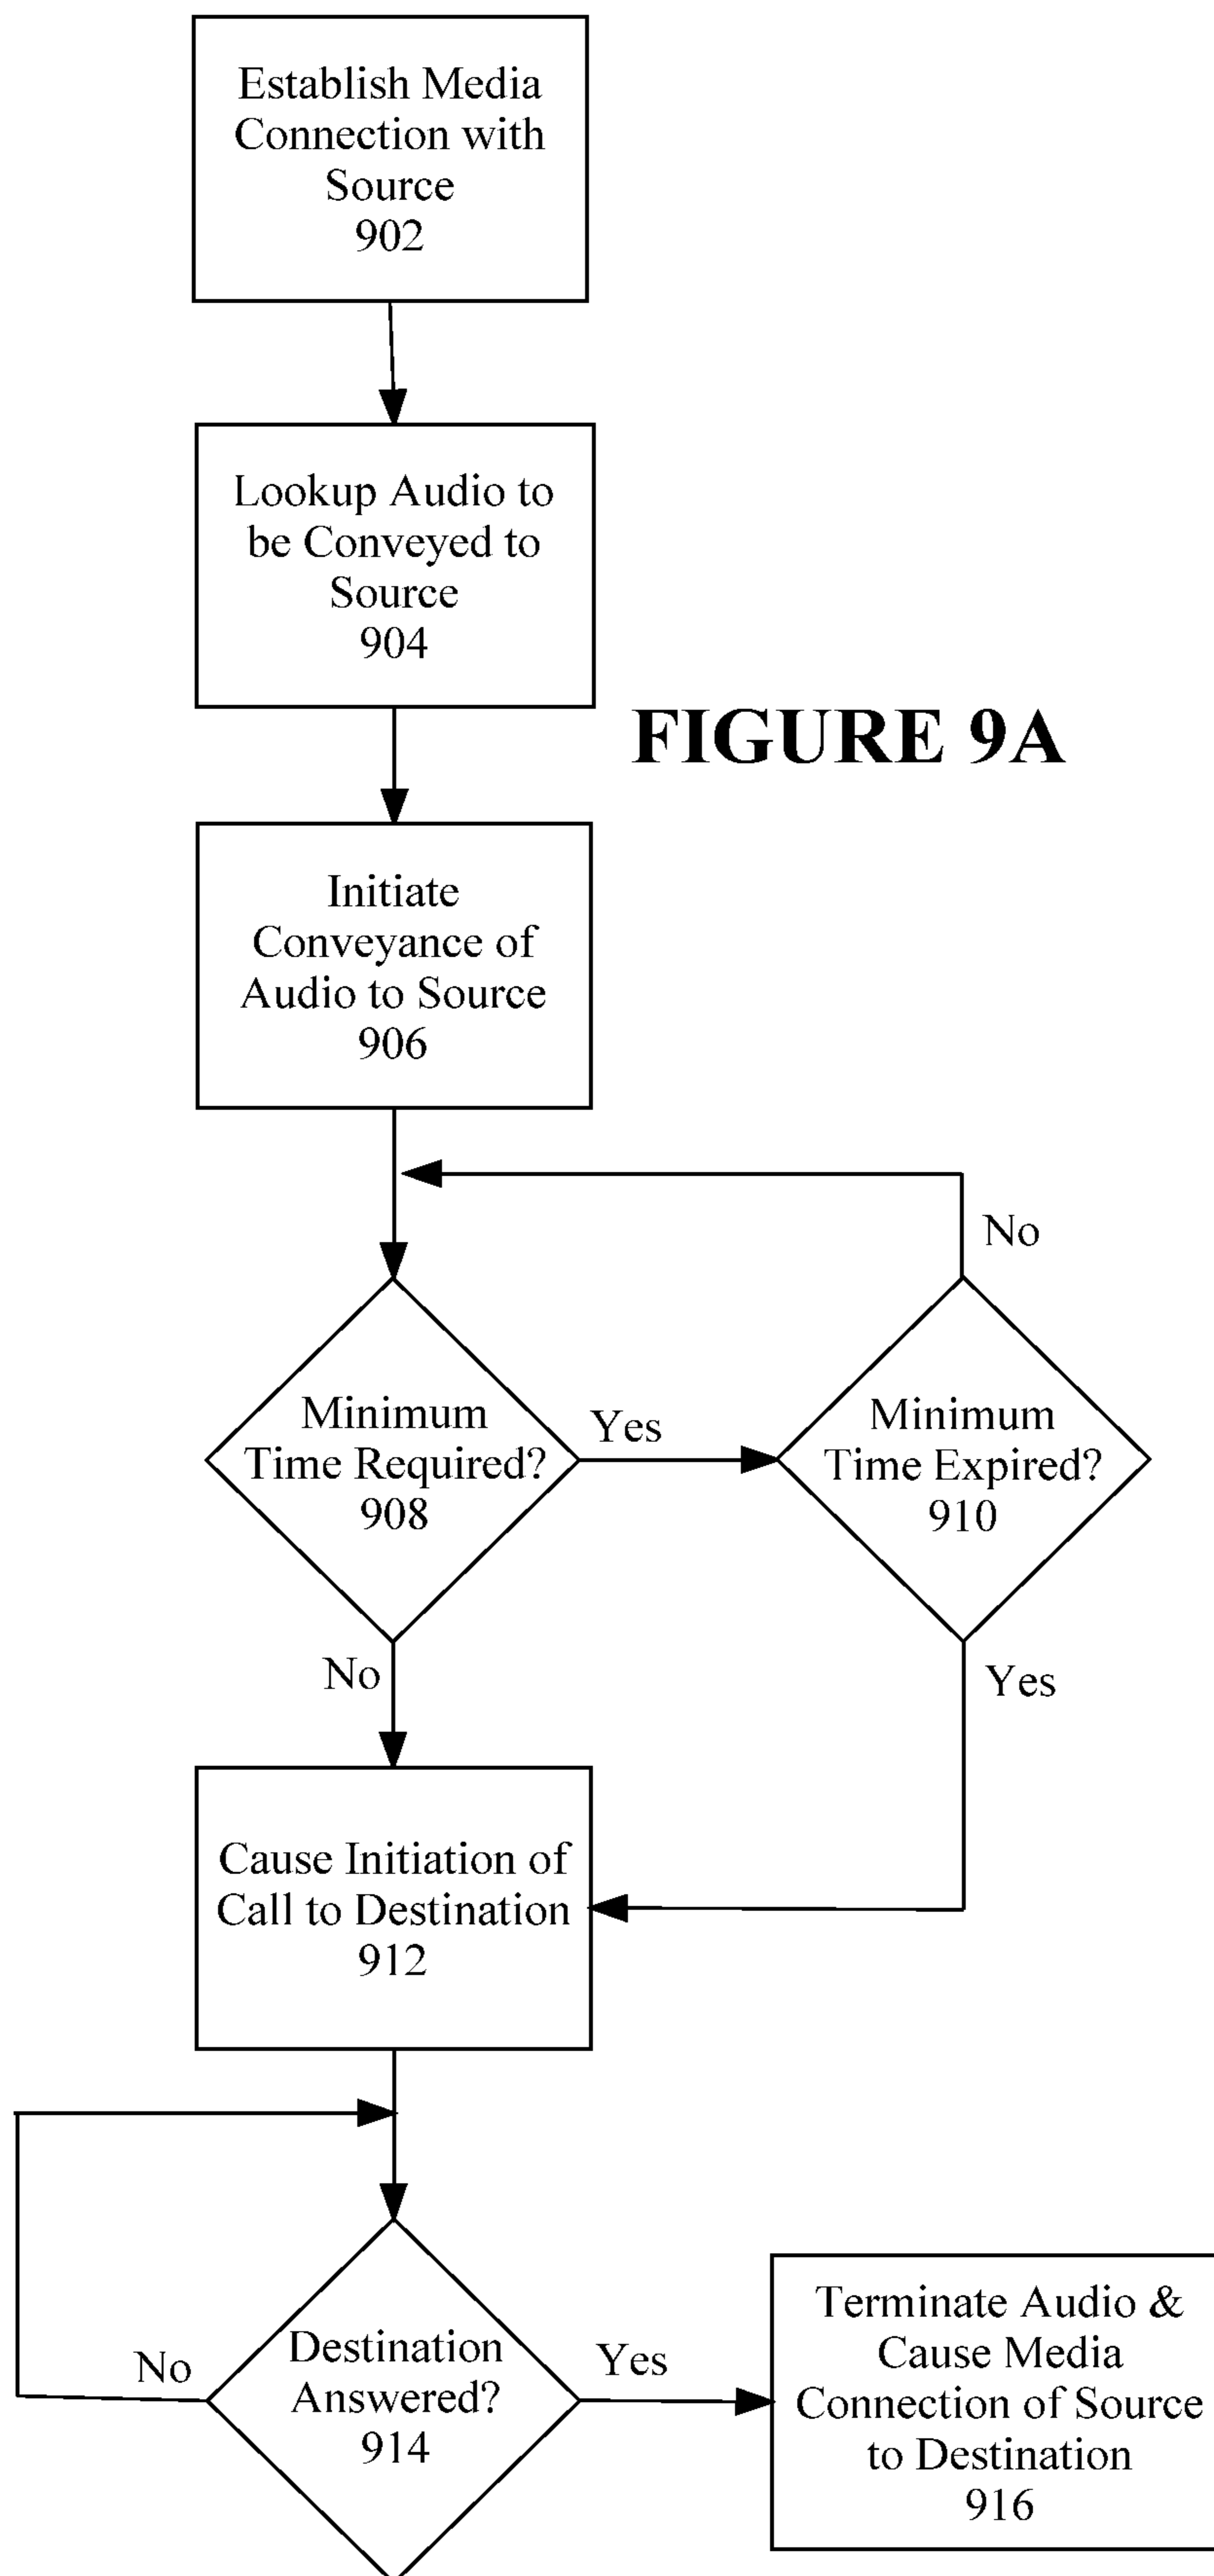 Establish Media
Connection with
Source
902
Lookup Audio to
be Conveyed to
Source
904
FIGURE 9A
Initiate
Conveyance of
Audio to Source
906
No
Minimum
Time Required?
908
Yes
Minimum
Time Expired?
910
No
Yes
Cause Initiation of
Call to Destination
912
Destination
Answered?
914
No
Yes
Terminate Audio &
Cause Media
Connection of Source
to Destination
916